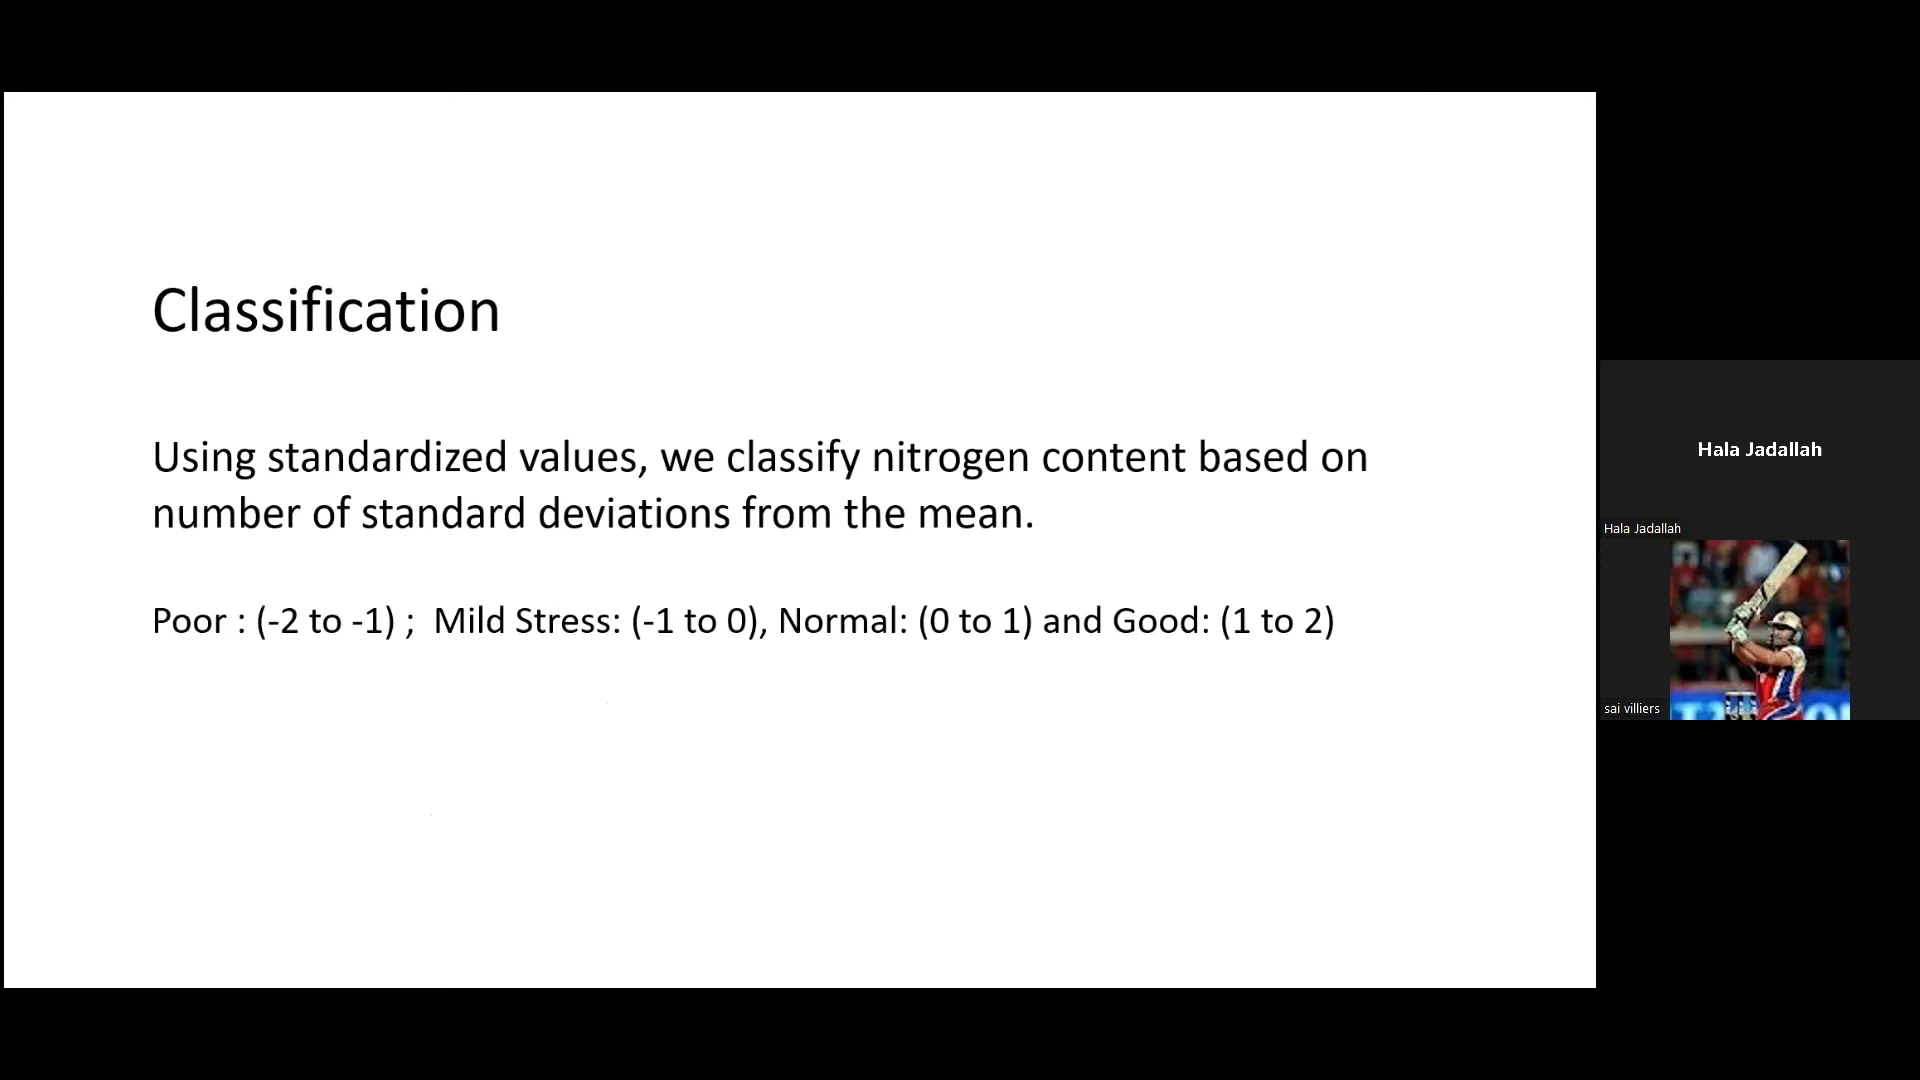 Classification
Using standardized values, we classify nitrogen content based on
number of standard deviations from the mean.
Poor : (-2 to -1) ;  Mild Stress: (-1 to 0), Normal: (0 to 1) and Good: (1 to 2)
Hala Jadallah
Hala Jadallah
sai villiers